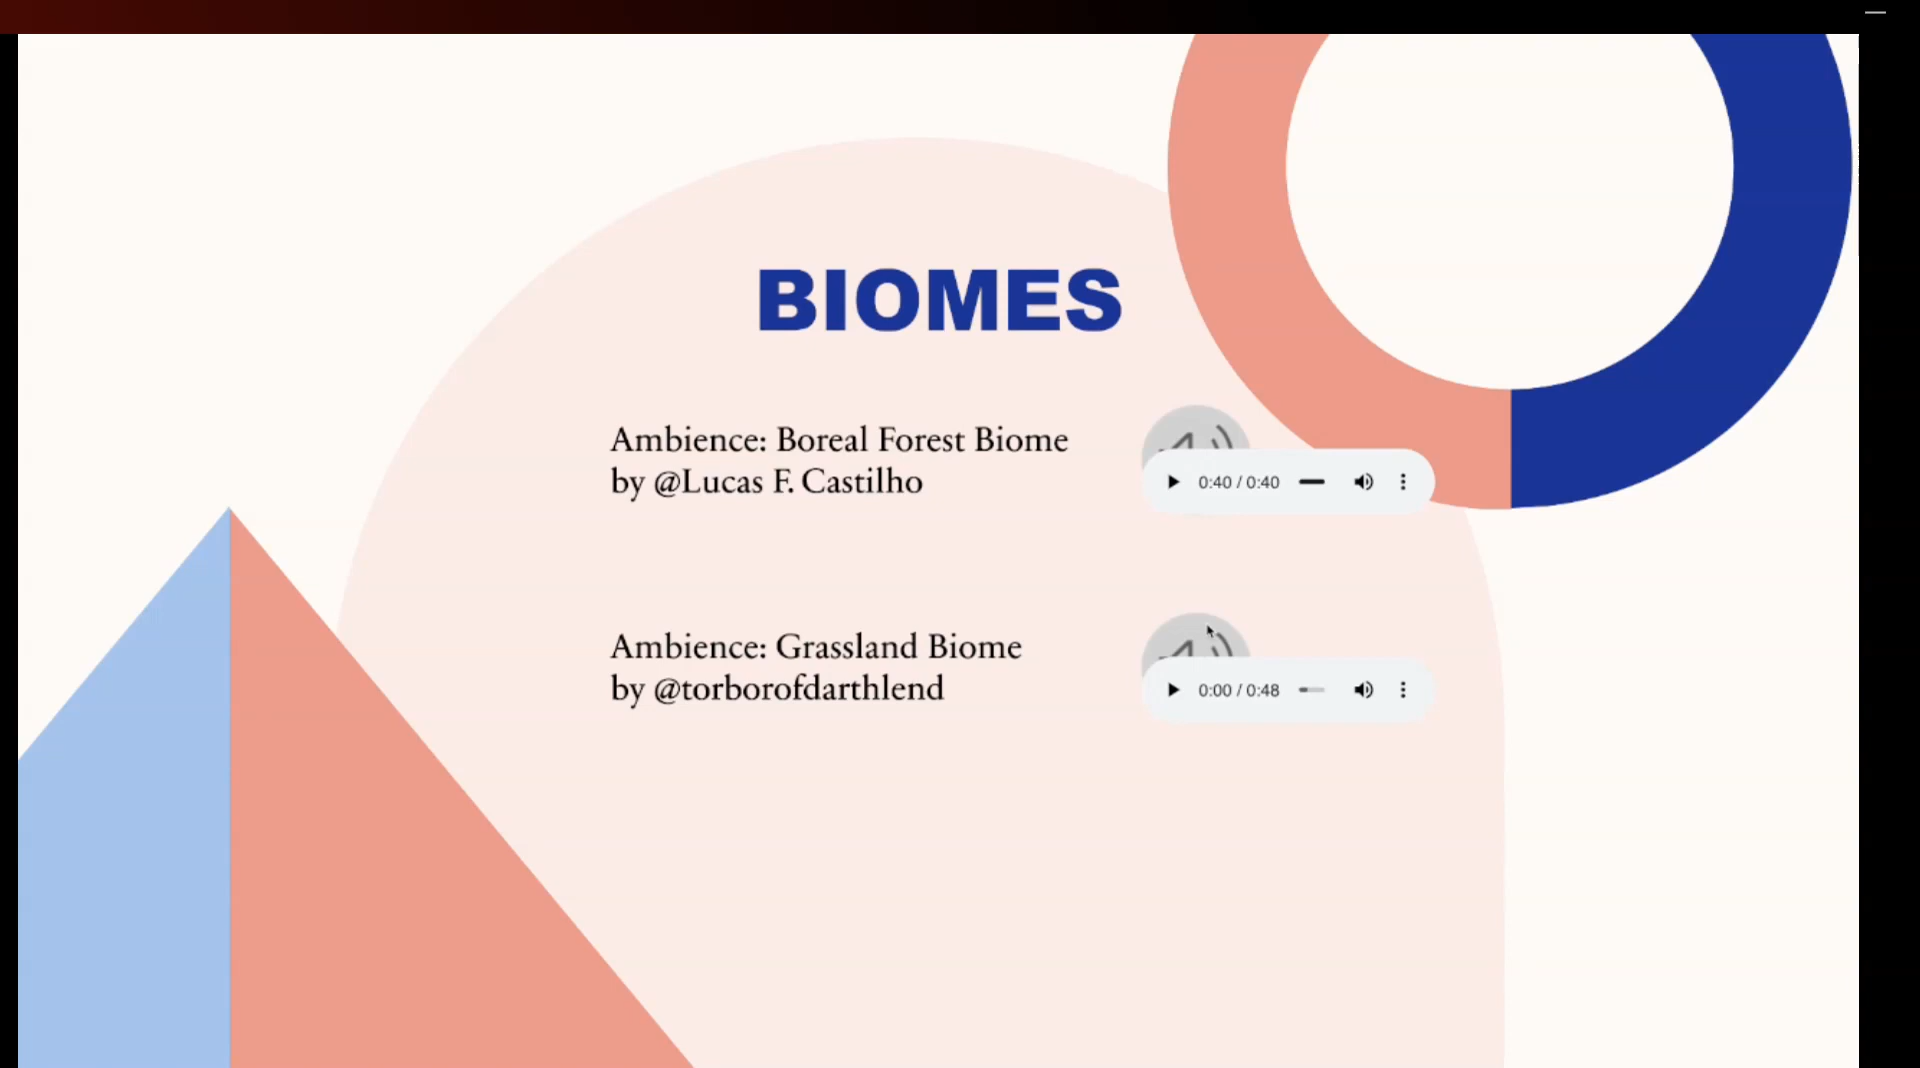 BIOMES
Ambience: Boreal Forest Biome
by @Lucas F. Castilho
0:40 / 0:40
Ambience: Grassland Biome
by @torborofdarthlend
0:00 / 0:48